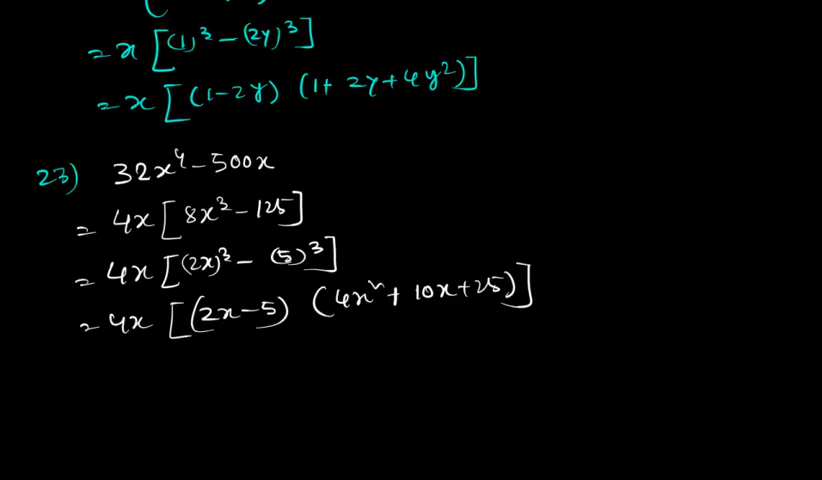 = x [(1)³ - (2y)³]
= x [(1-2y) (1+ 2y+4y²)]
23) 32x⁴ - 500x
= 4x [8x³ - 125]
= 4x [(2x)³ - (5)³]
= 4x [(2x-5) (4x²+ 10x+25)]